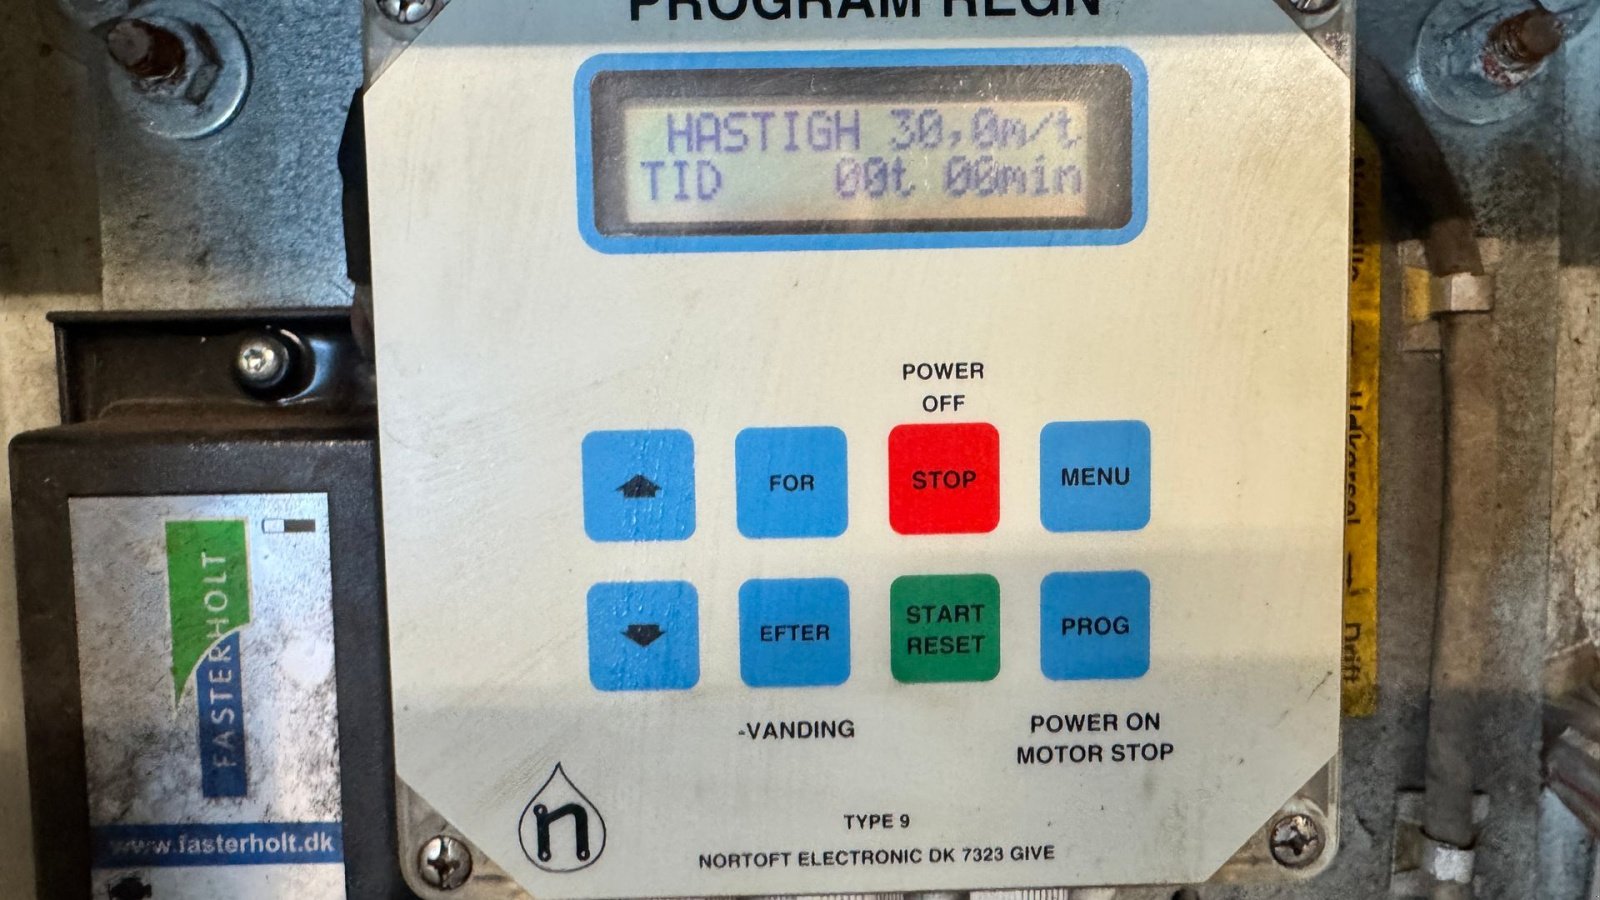 PROGRAM REGN
HASTIGH 30,0m/t
TID 00t 00min
POWER
OFF
FOR
STOP
MENU
EFTER
START
RESET
PROG
-VANDING
POWER ON
MOTOR STOP
TYPE 9
NORTOFT ELECTRONIC DK 7323 GIVE
n
FASTERHOLT
www.fasterholt.dk
Drift